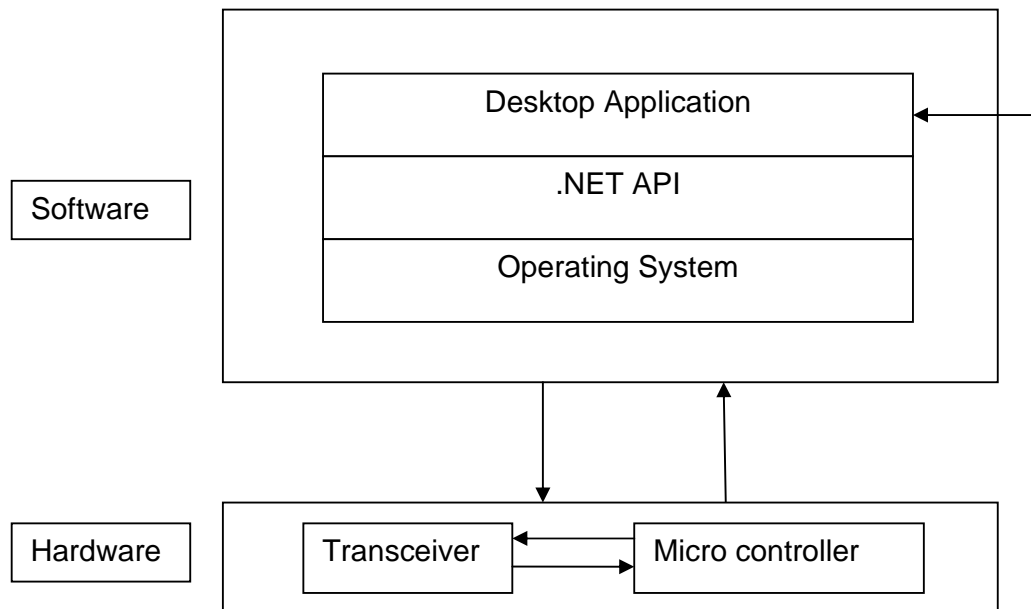 Desktop Application
.NET API
Software
Operating System
Hardware
Transceiver
Micro controller